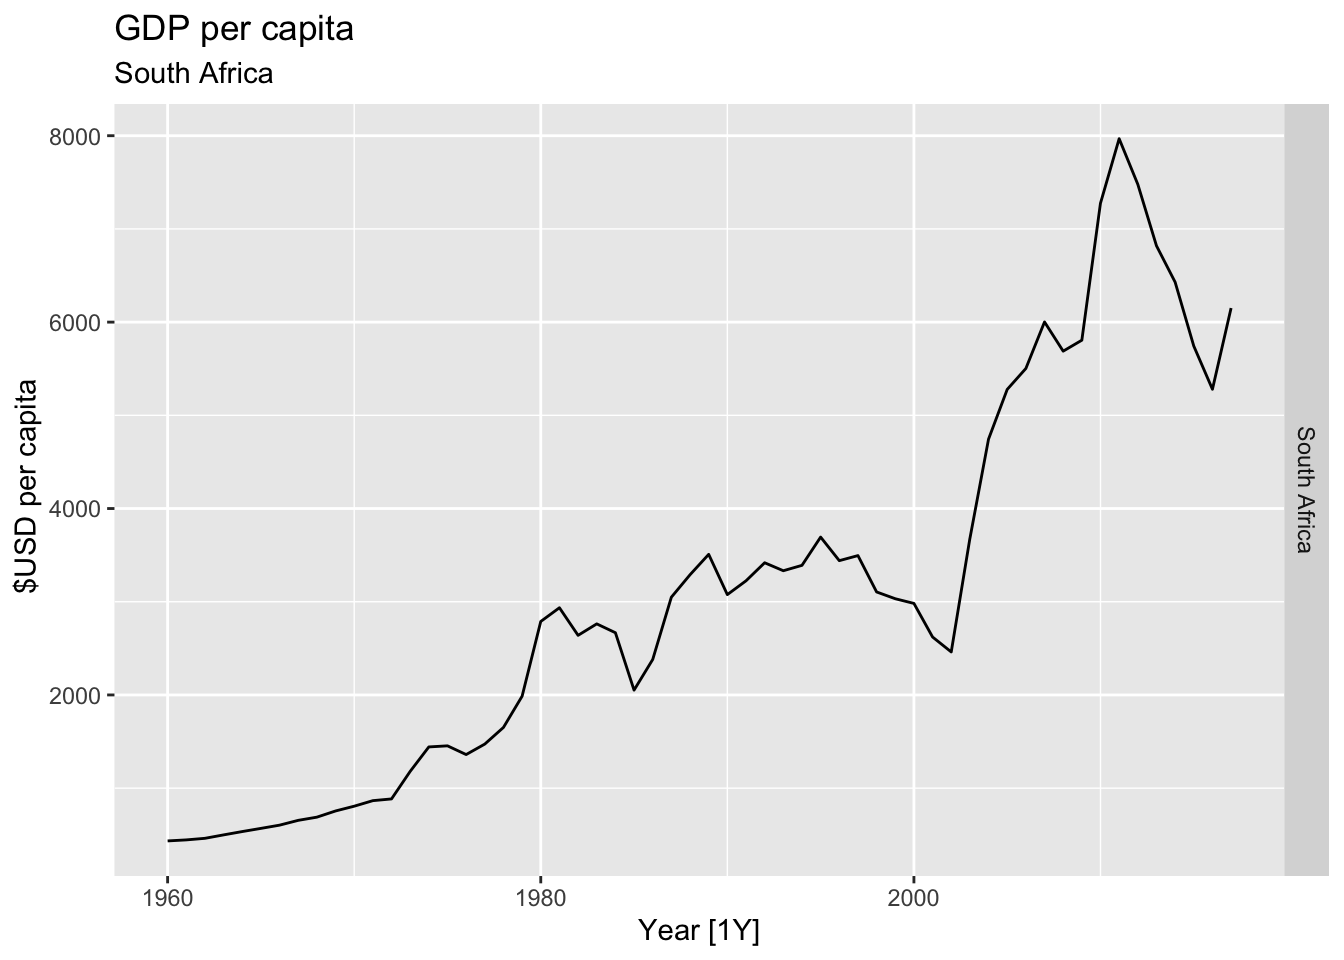 GDP per capita
South Africa
8000
6000
4000
2000
$USD per capita
South Africa
1960
1980
2000
Year [1Y]